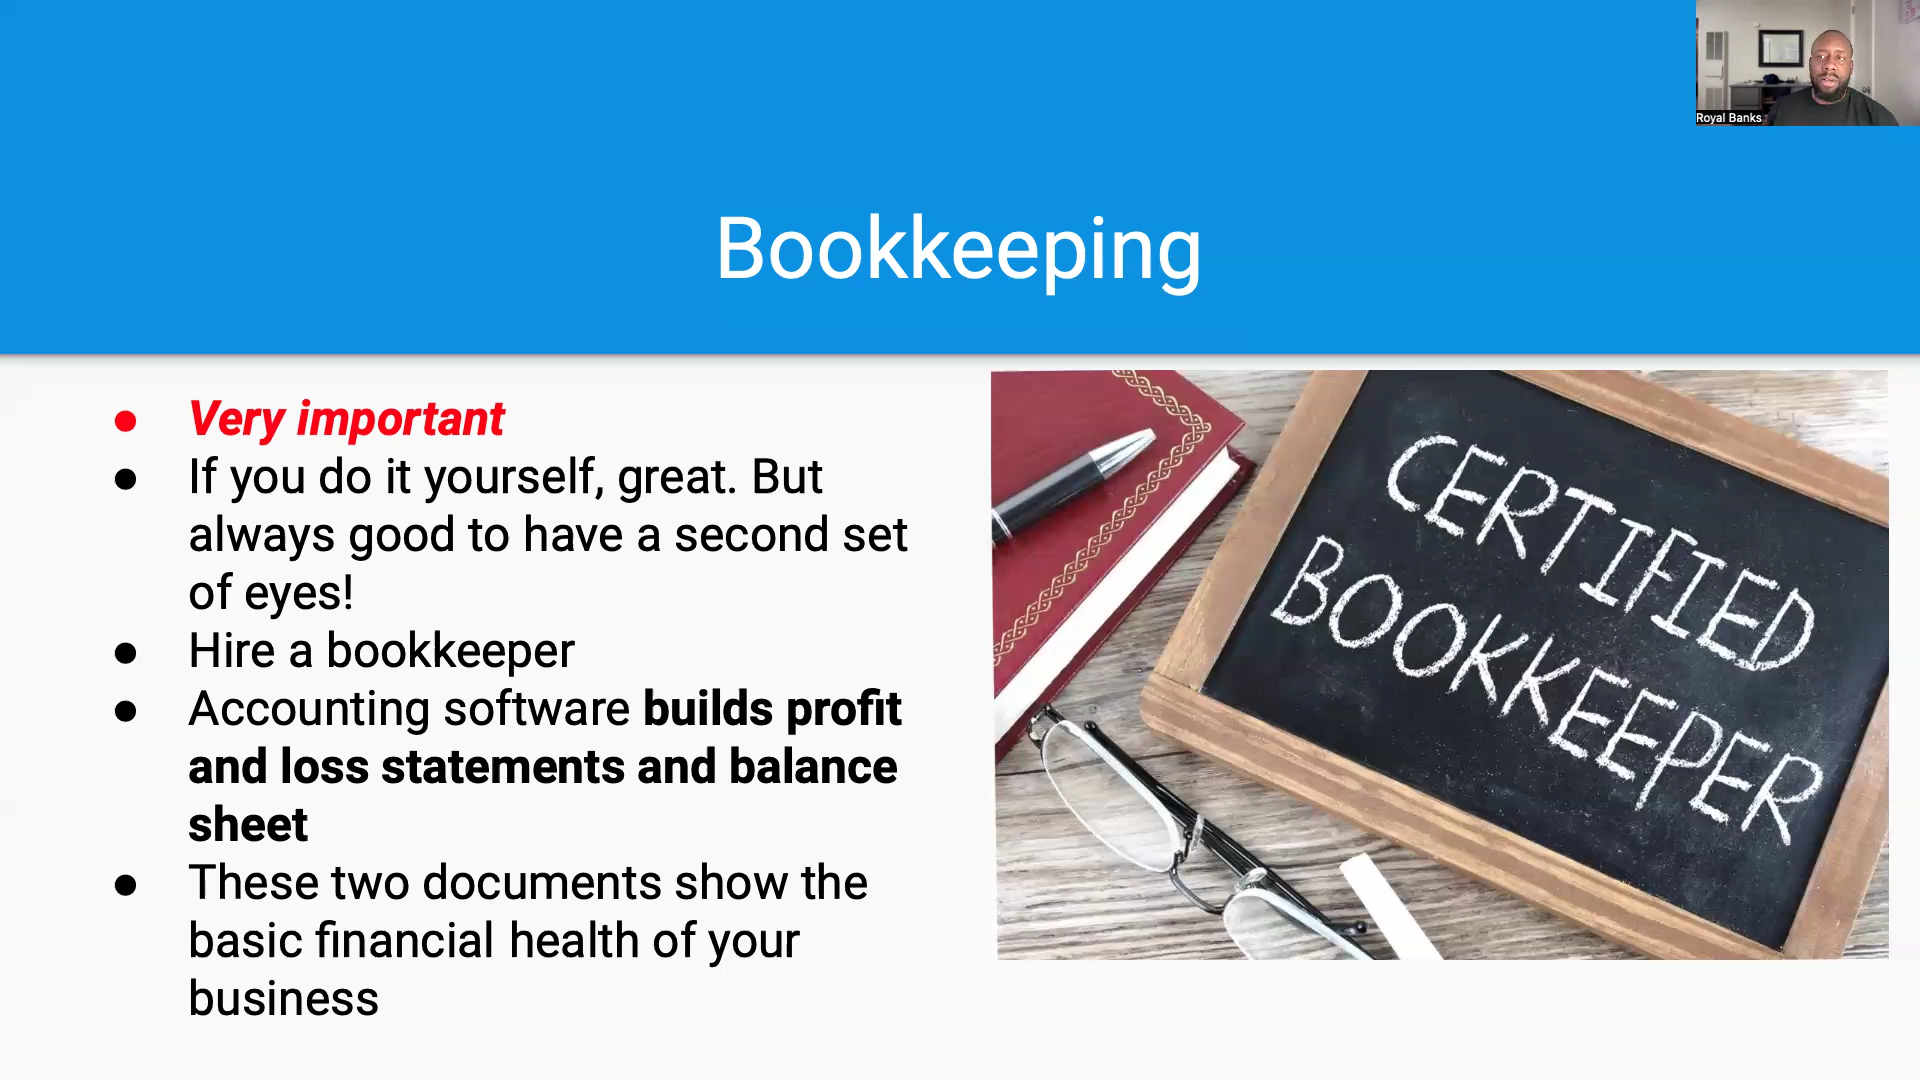 Royal Banks
Bookkeeping
● Very important
● If you do it yourself, great. But
always good to have a second set
of eyes!
● Hire a bookkeeper
● Accounting software builds profit
and loss statements and balance
sheet
● These two documents show the
basic financial health of your
business
CERTIFIED
BOOKKEEPER